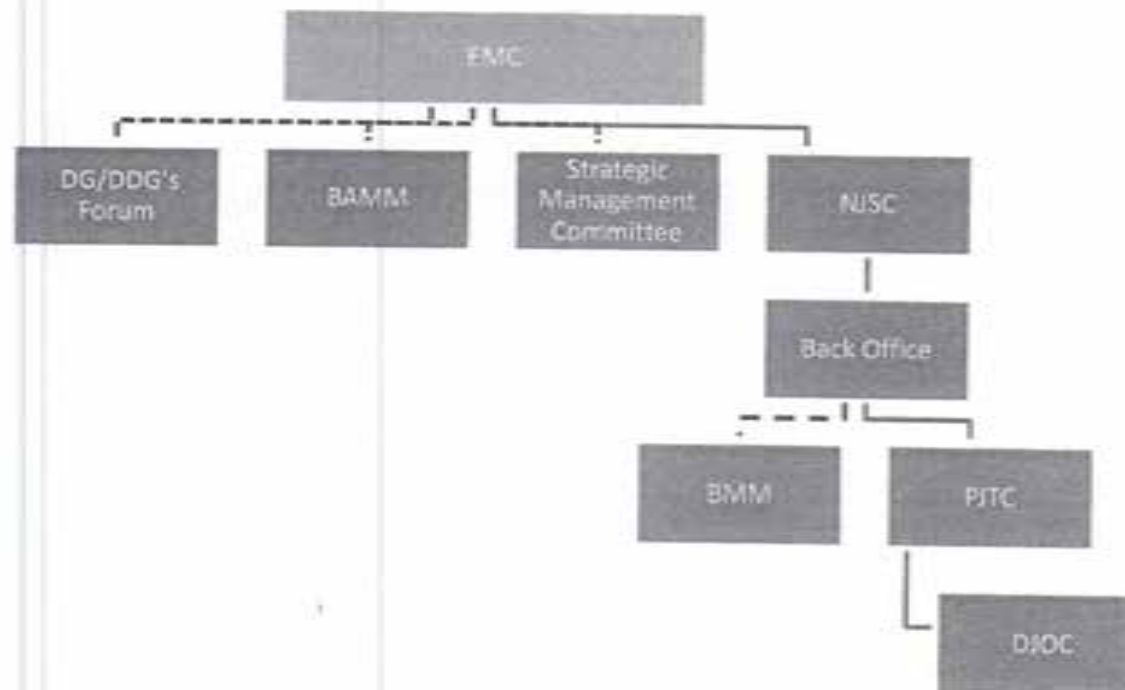 EMC
DG/DDG's
Forum
BAMM
Strategic
Management
Committee
NJSC
Back Office
BMM
PJTC
DJOC